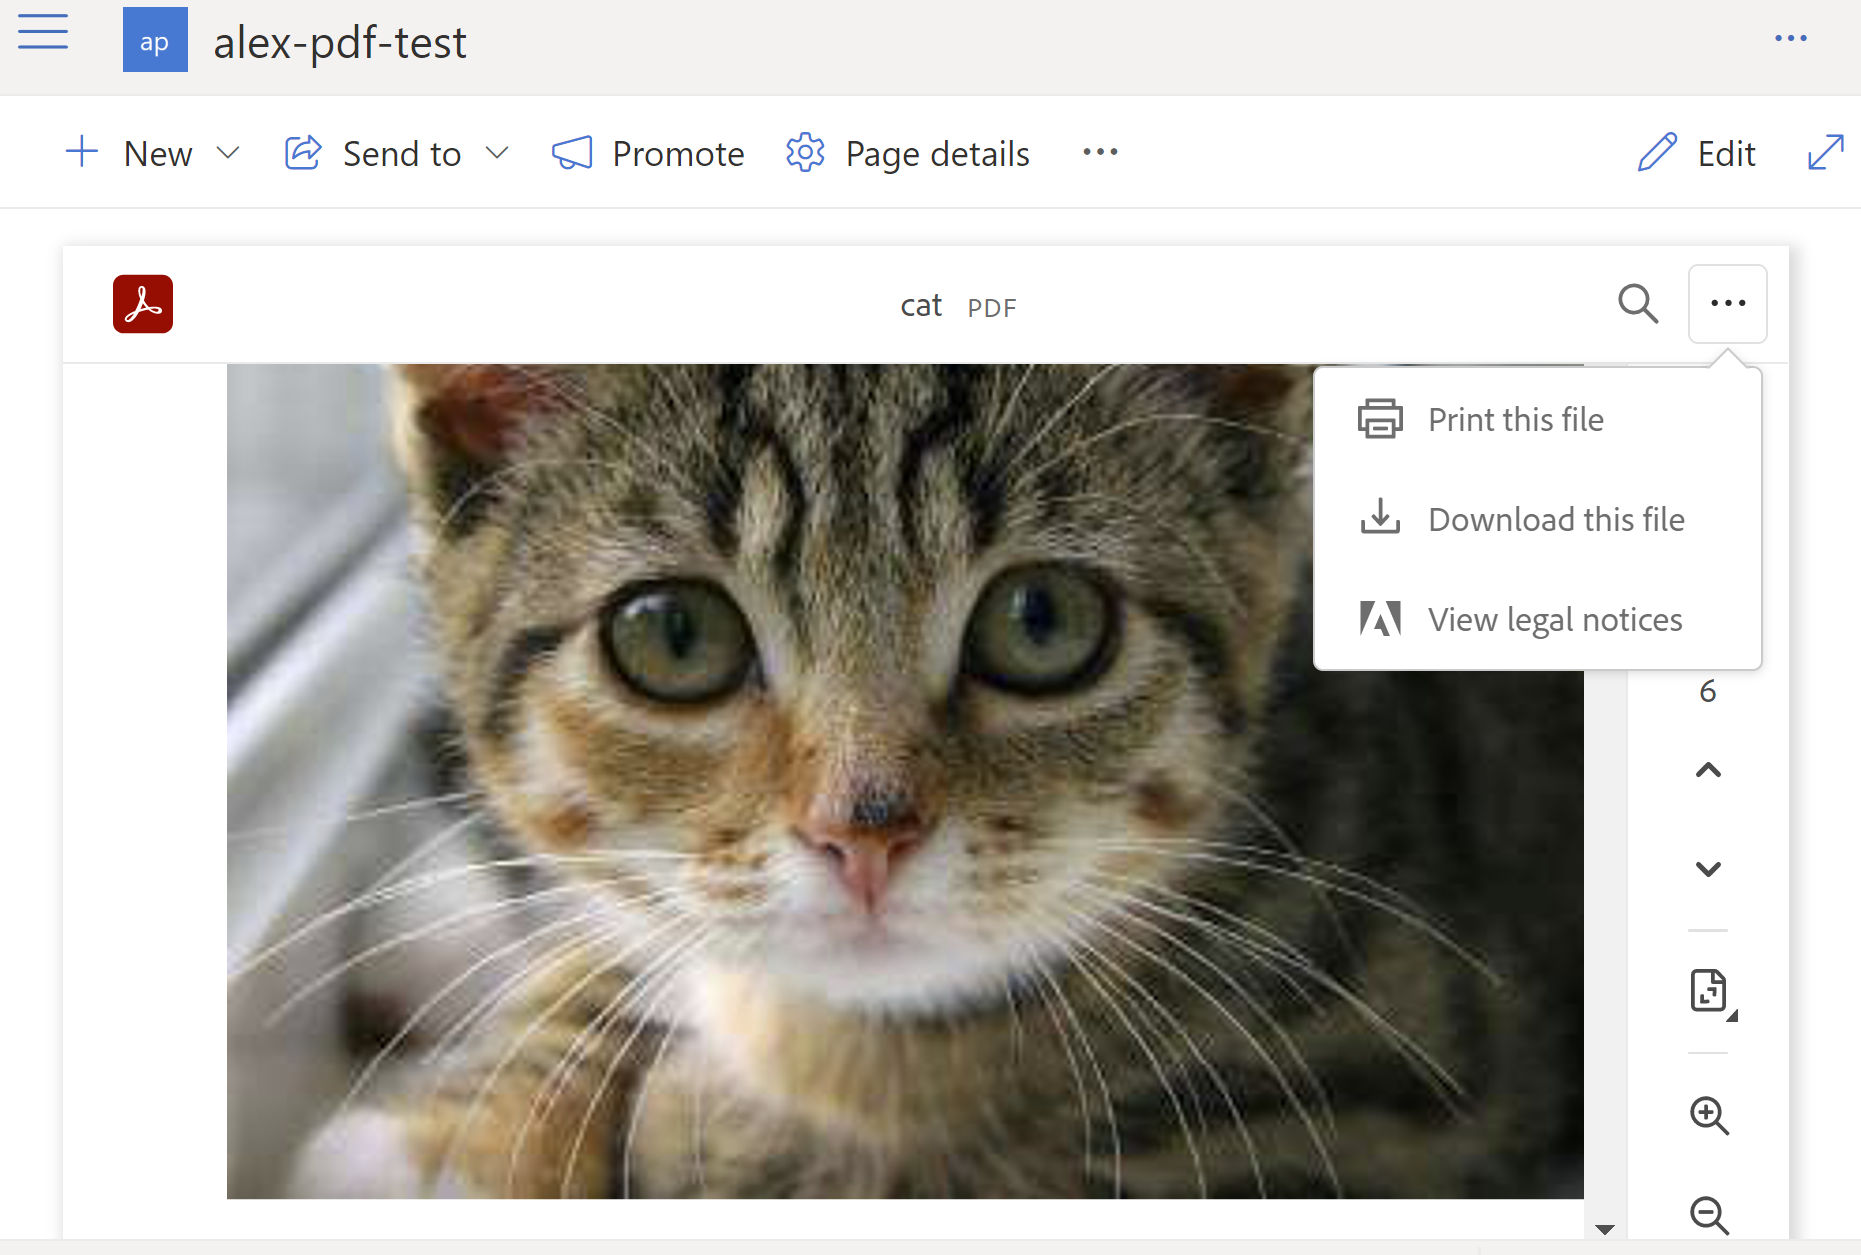 ap alex-pdf-test
New Send to Promote Page details Edit
cat PDF
Print this file
Download this file
View legal notices
6